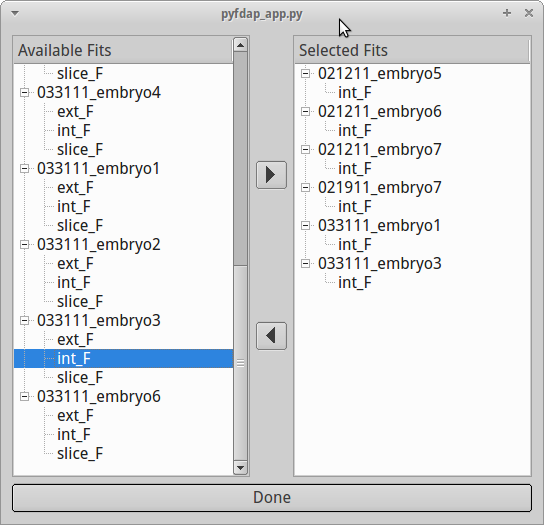 pyfdap_app.py
Available Fits
slice_F
033111_embryo4
ext_F
int_F
slice_F
033111_embryo1
ext_F
int_F
slice_F
033111_embryo2
ext_F
int_F
slice_F
033111_embryo3
ext_F
int_F
slice_F
033111_embryo6
ext_F
int_F
slice_F
Selected Fits
021211_embryo5
int_F
021211_embryo6
int_F
021211_embryo7
int_F
021911_embryo7
int_F
033111_embryo1
int_F
033111_embryo3
int_F
Done